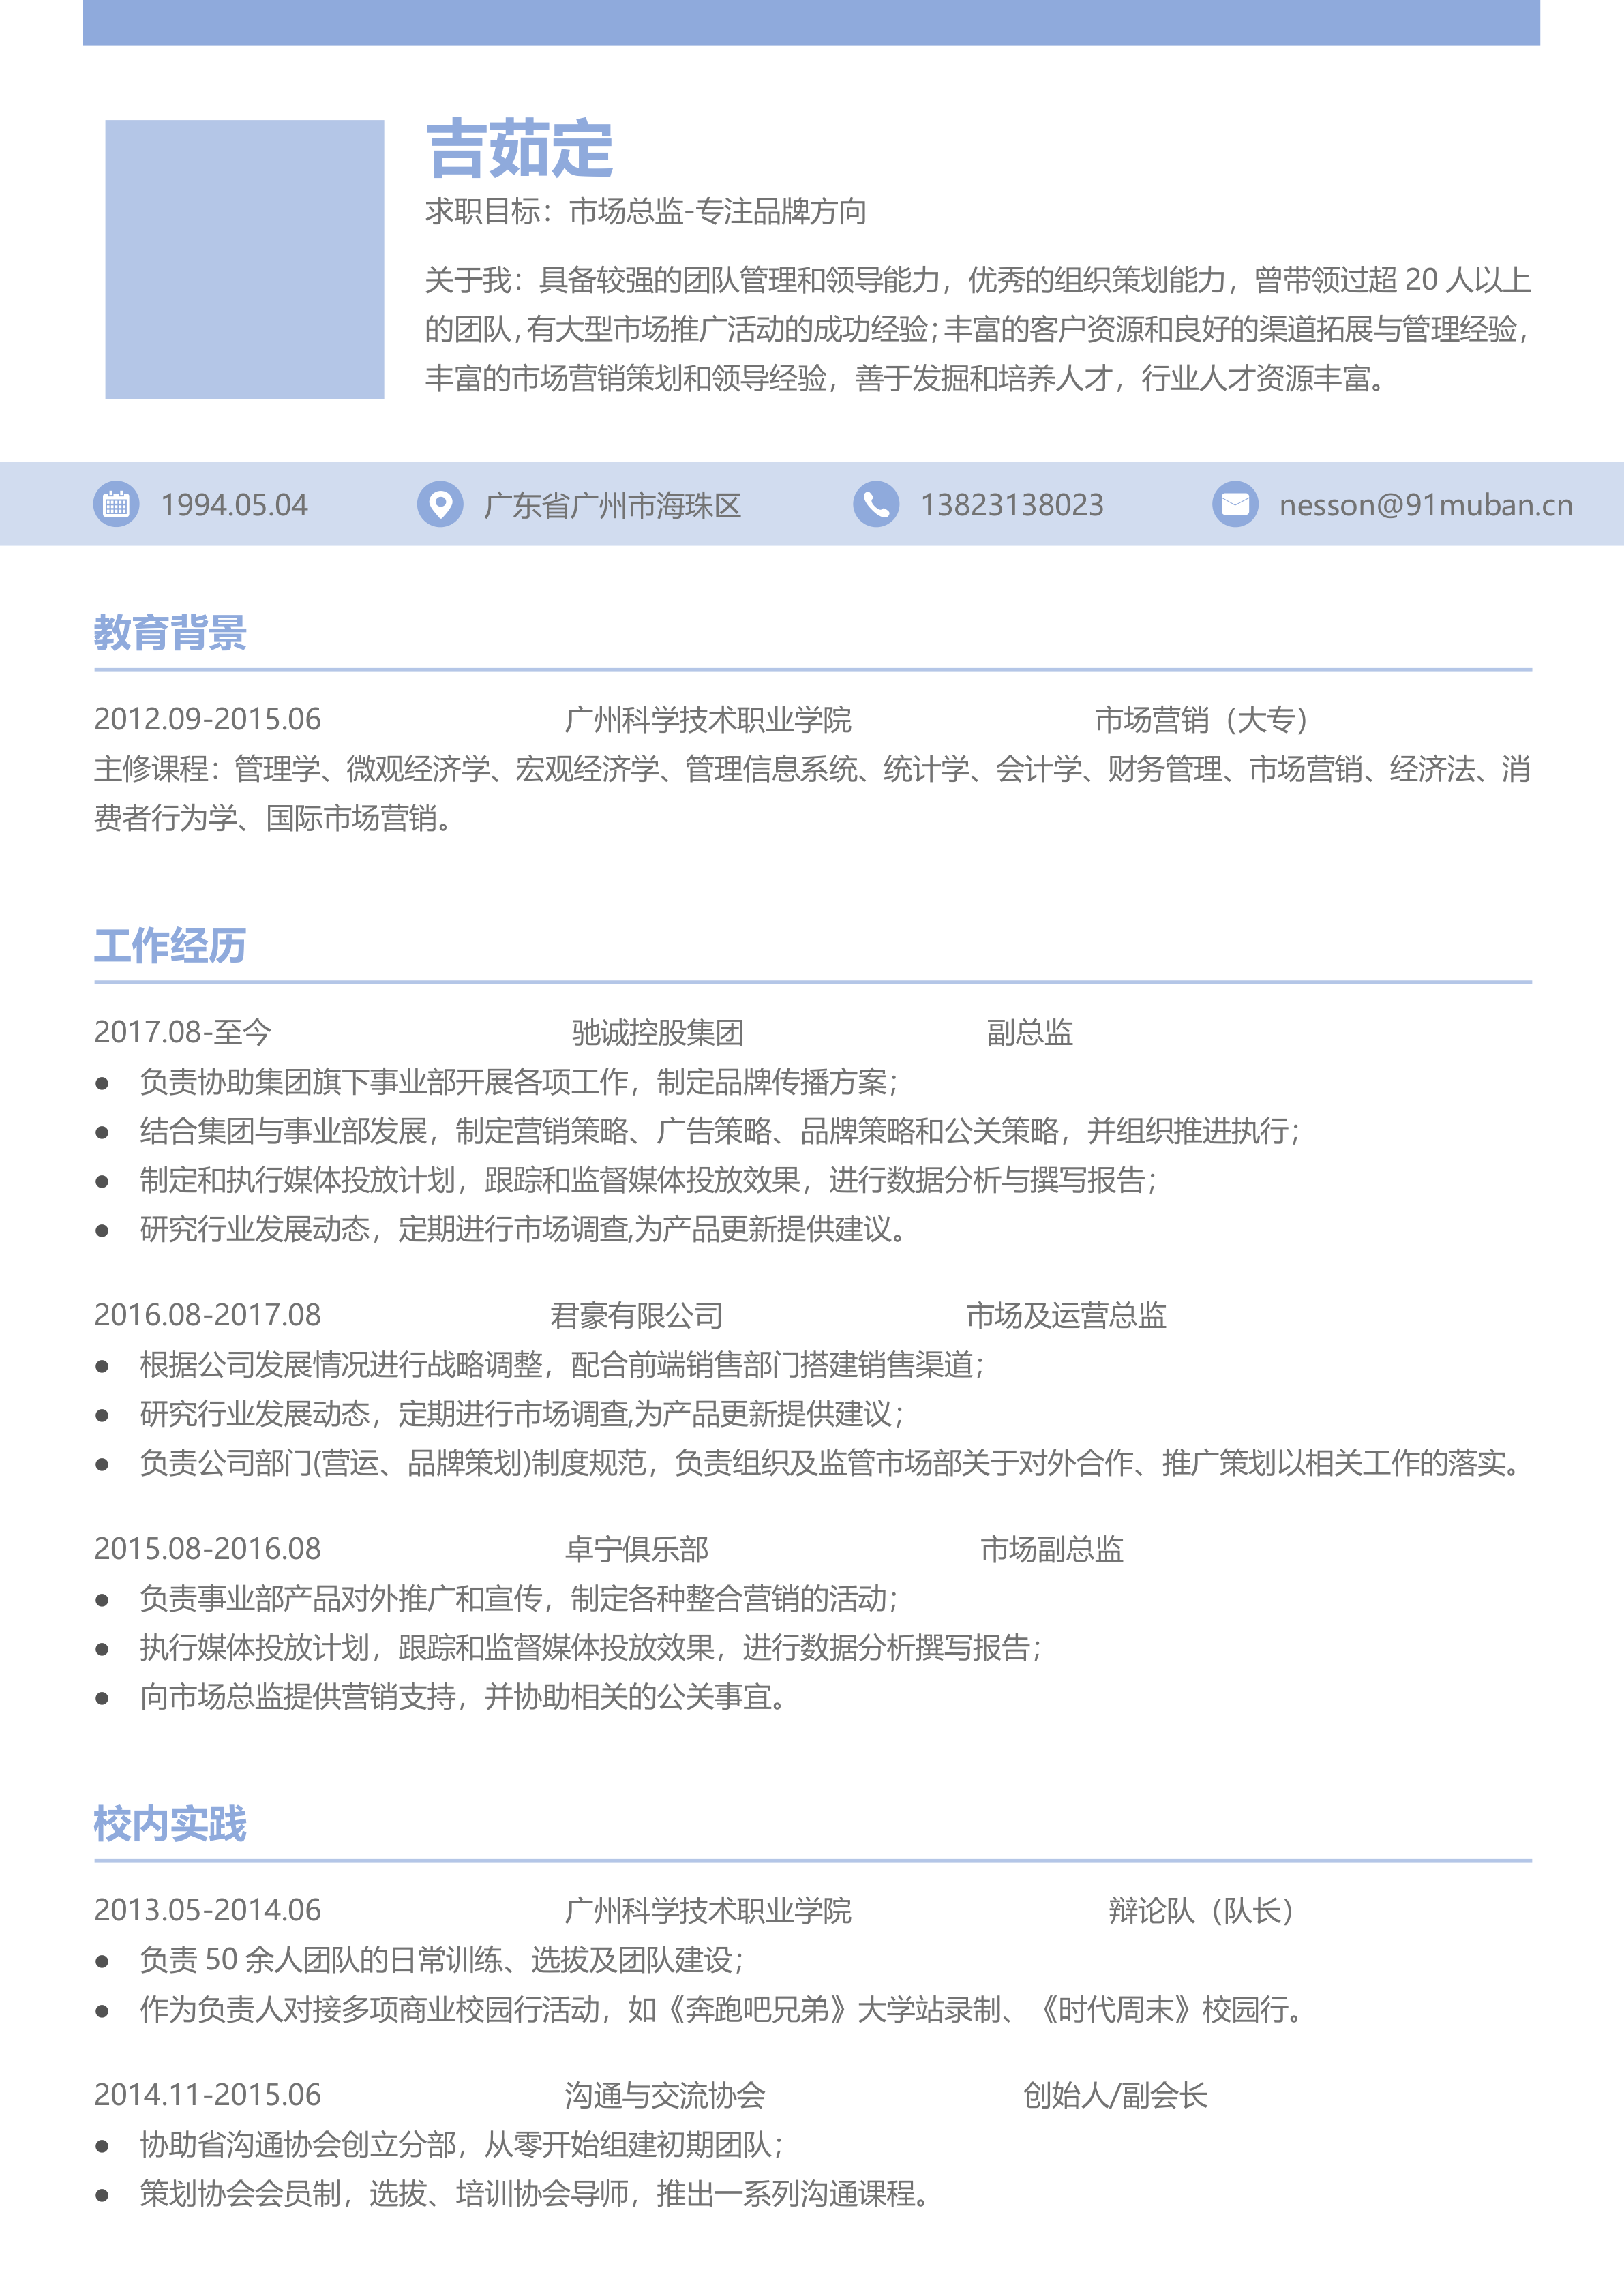 吉茹定
求职目标：市场总监-专注品牌方向
关于我：具备较强的团队管理和领导能力，优秀的组织策划能力，曾带领过超 20 人以上
的团队，有大型市场推广活动的成功经验；丰富的客户资源和良好的渠道拓展与管理经验，
丰富的市场营销策划和领导经验，善于发掘和培养人才，行业人才资源丰富。
1994.05.04 广东省广州市海珠区 13823138023 nesson@91muban.cn
教育背景
2012.09-2015.06 广州科学技术职业学院 市场营销（大专）
主修课程：管理学、微观经济学、宏观经济学、管理信息系统、统计学、会计学、财务管理、市场营销、经济法、消
费者行为学、国际市场营销。
工作经历
2017.08-至今 驰诚控股集团 副总监
● 负责协助集团旗下事业部开展各项工作，制定品牌传播方案；
● 结合集团与事业部发展，制定营销策略、广告策略、品牌策略和公关策略，并组织推进执行；
● 制定和执行媒体投放计划，跟踪和监督媒体投放效果，进行数据分析与撰写报告；
● 研究行业发展动态，定期进行市场调查,为产品更新提供建议。
2016.08-2017.08 君豪有限公司 市场及运营总监
● 根据公司发展情况进行战略调整，配合前端销售部门搭建销售渠道；
● 研究行业发展动态，定期进行市场调查,为产品更新提供建议；
● 负责公司部门(营运、品牌策划)制度规范，负责组织及监管市场部关于对外合作、推广策划以相关工作的落实。
2015.08-2016.08 卓宁俱乐部 市场副总监
● 负责事业部产品对外推广和宣传，制定各种整合营销的活动；
● 执行媒体投放计划，跟踪和监督媒体投放效果，进行数据分析撰写报告；
● 向市场总监提供营销支持，并协助相关的公关事宜。
校内实践
2013.05-2014.06 广州科学技术职业学院 辩论队（队长）
● 负责 50 余人团队的日常训练、选拔及团队建设；
● 作为负责人对接多项商业校园行活动，如《奔跑吧兄弟》大学站录制、《时代周末》校园行。
2014.11-2015.06 沟通与交流协会 创始人/副会长
● 协助省沟通协会创立分部，从零开始组建初期团队；
● 策划协会会员制，选拔、培训协会导师，推出一系列沟通课程。